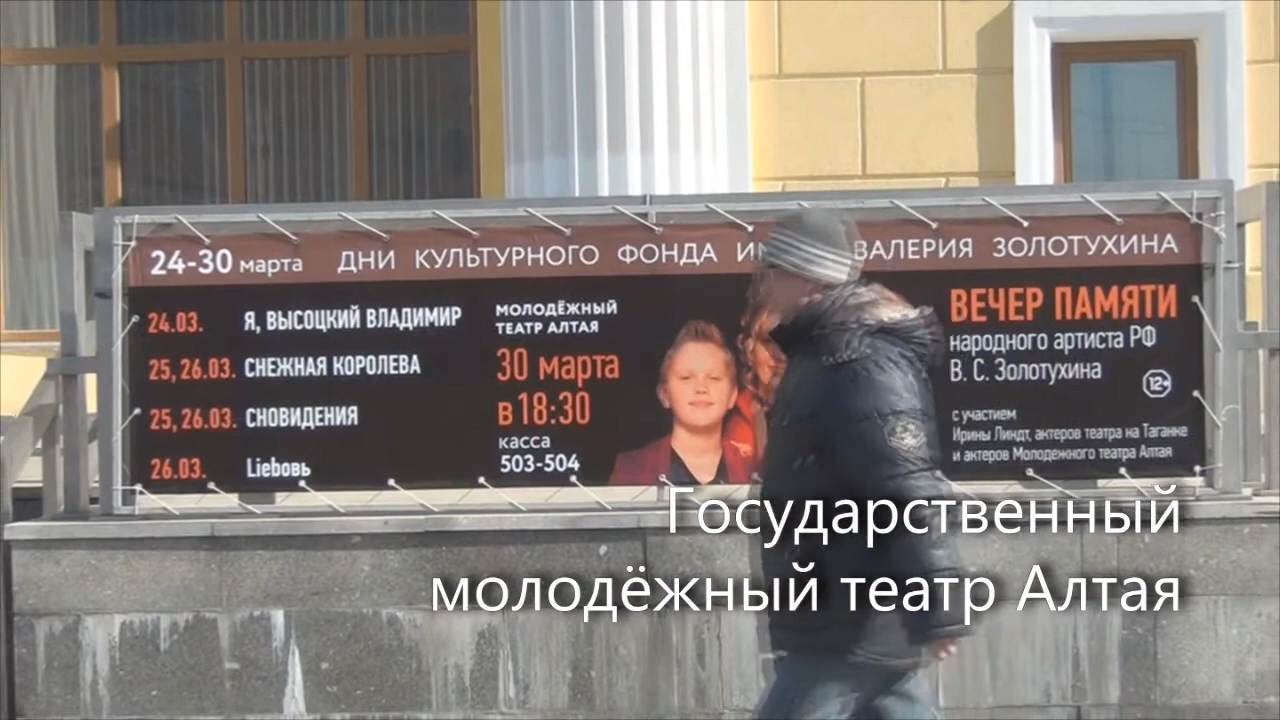 24-30 марта ДНИ КУЛЬТУРНОГО ФОНДА ВАЛЕРИЯ ЗОЛОТУХИНА
24.03. Я, ВЫСОЦКИЙ ВЛАДИМИР
25, 26.03. СНЕЖНАЯ КОРОЛЕВА
25, 26.03. СНОВИДЕНИЯ
26.03. Lieboвь
МОЛОДЁЖНЫЙ
ТЕАТР АЛТАЯ
30 марта
в 18:30
касса
503-504
ВЕЧЕР ПАМЯТИ
народного артиста РФ
В. С. Золотухина
12+
с участием
Ирины Линдт, актеров театра на Таганке
и актеров Молодежного театра Алтая
Государственный
молодёжный театр Алтая